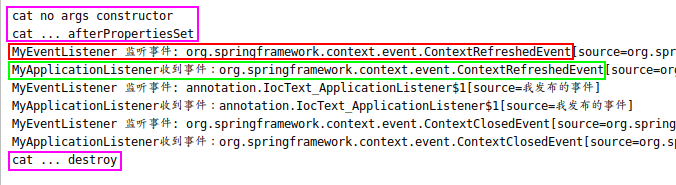 cat no args constructor
cat ... afterPropertiesSet
MyEventListener 监听事件: org.springframework.context.event.ContextRefreshedEvent[source=org.spr
MyApplicationListener收到事件：org.springframework.context.event.ContextRefreshedEvent[source=o
MyEventListener 监听事件: annotation.IocText_ApplicationListener$1[source=我发布的事件]
MyApplicationListener收到事件：annotation.IocText_ApplicationListener$1[source=我发布的事件]
MyEventListener 监听事件: org.springframework.context.event.ContextClosedEvent[source=org.spring
MyApplicationListener收到事件：org.springframework.context.event.ContextClosedEvent[source=org.s
cat ... destroy